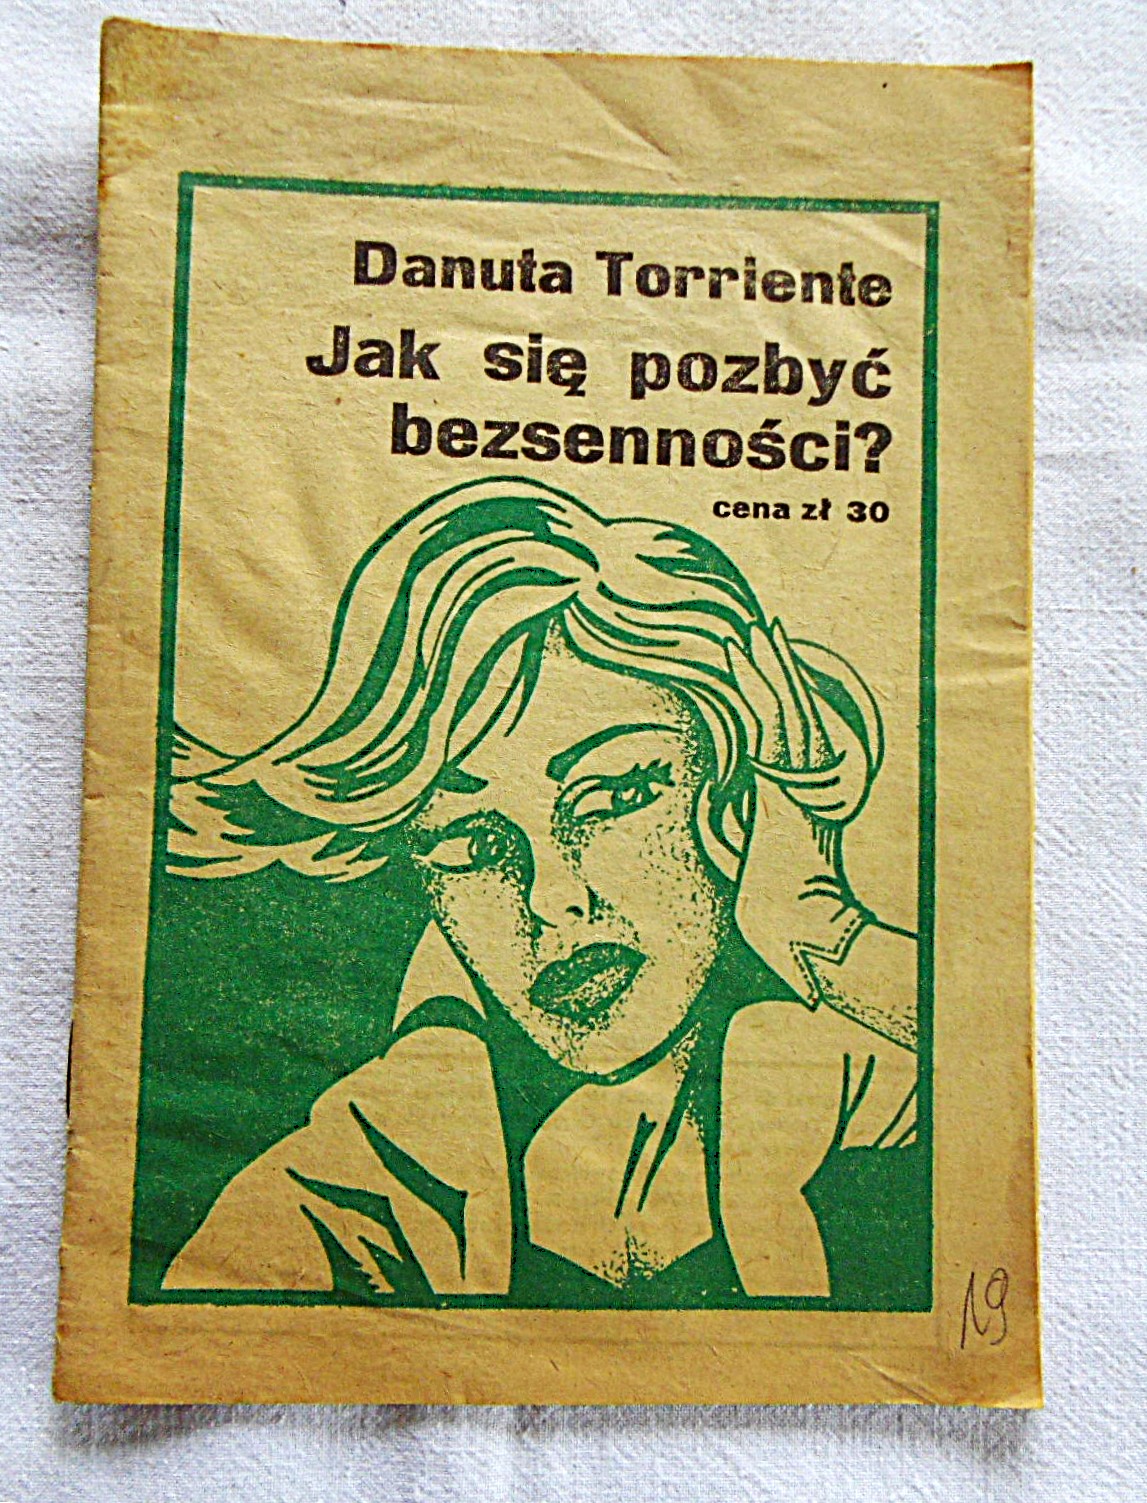 Danuta Torriente
Jak się pozbyć
bezsenności?
cena zł 30
19